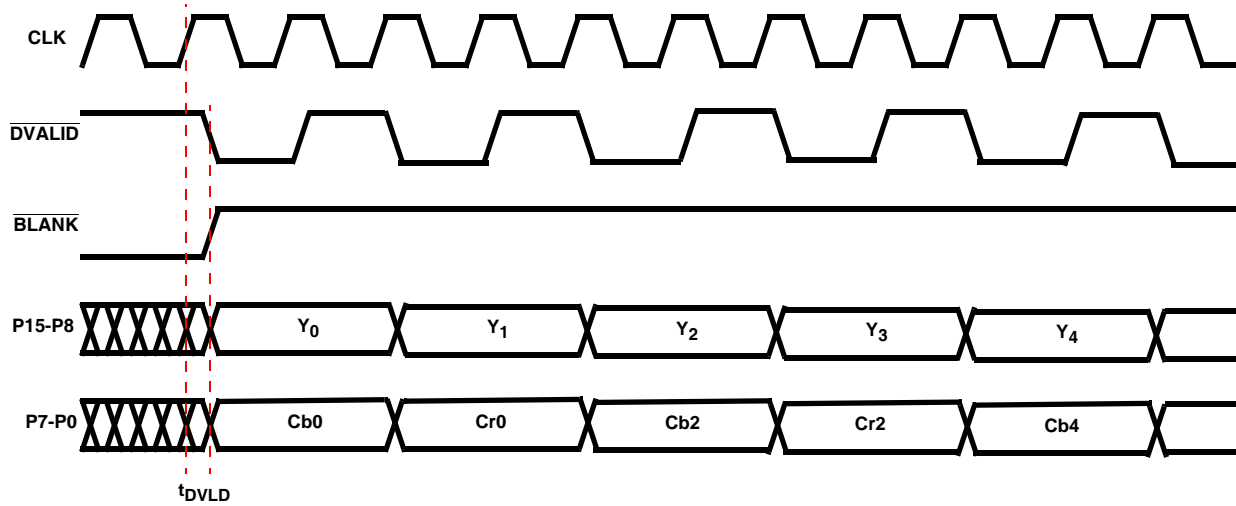 CLK
DVALID
BLANK
P15-P8 Y0 Y1 Y2 Y3 Y4
P7-P0 Cb0 Cr0 Cb2 Cr2 Cb4
tDVLD